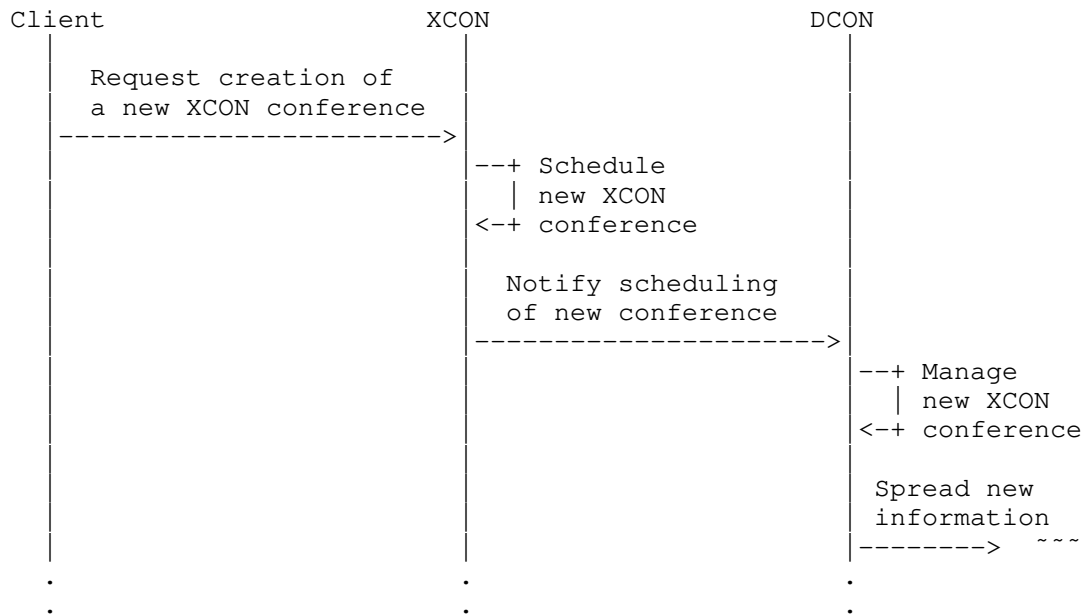 Client XCON DCON
Request creation of
a new XCON conference
Schedule
new XCON
conference
Notify scheduling
of new conference
Manage
new XCON
conference
Spread new
information
~~~